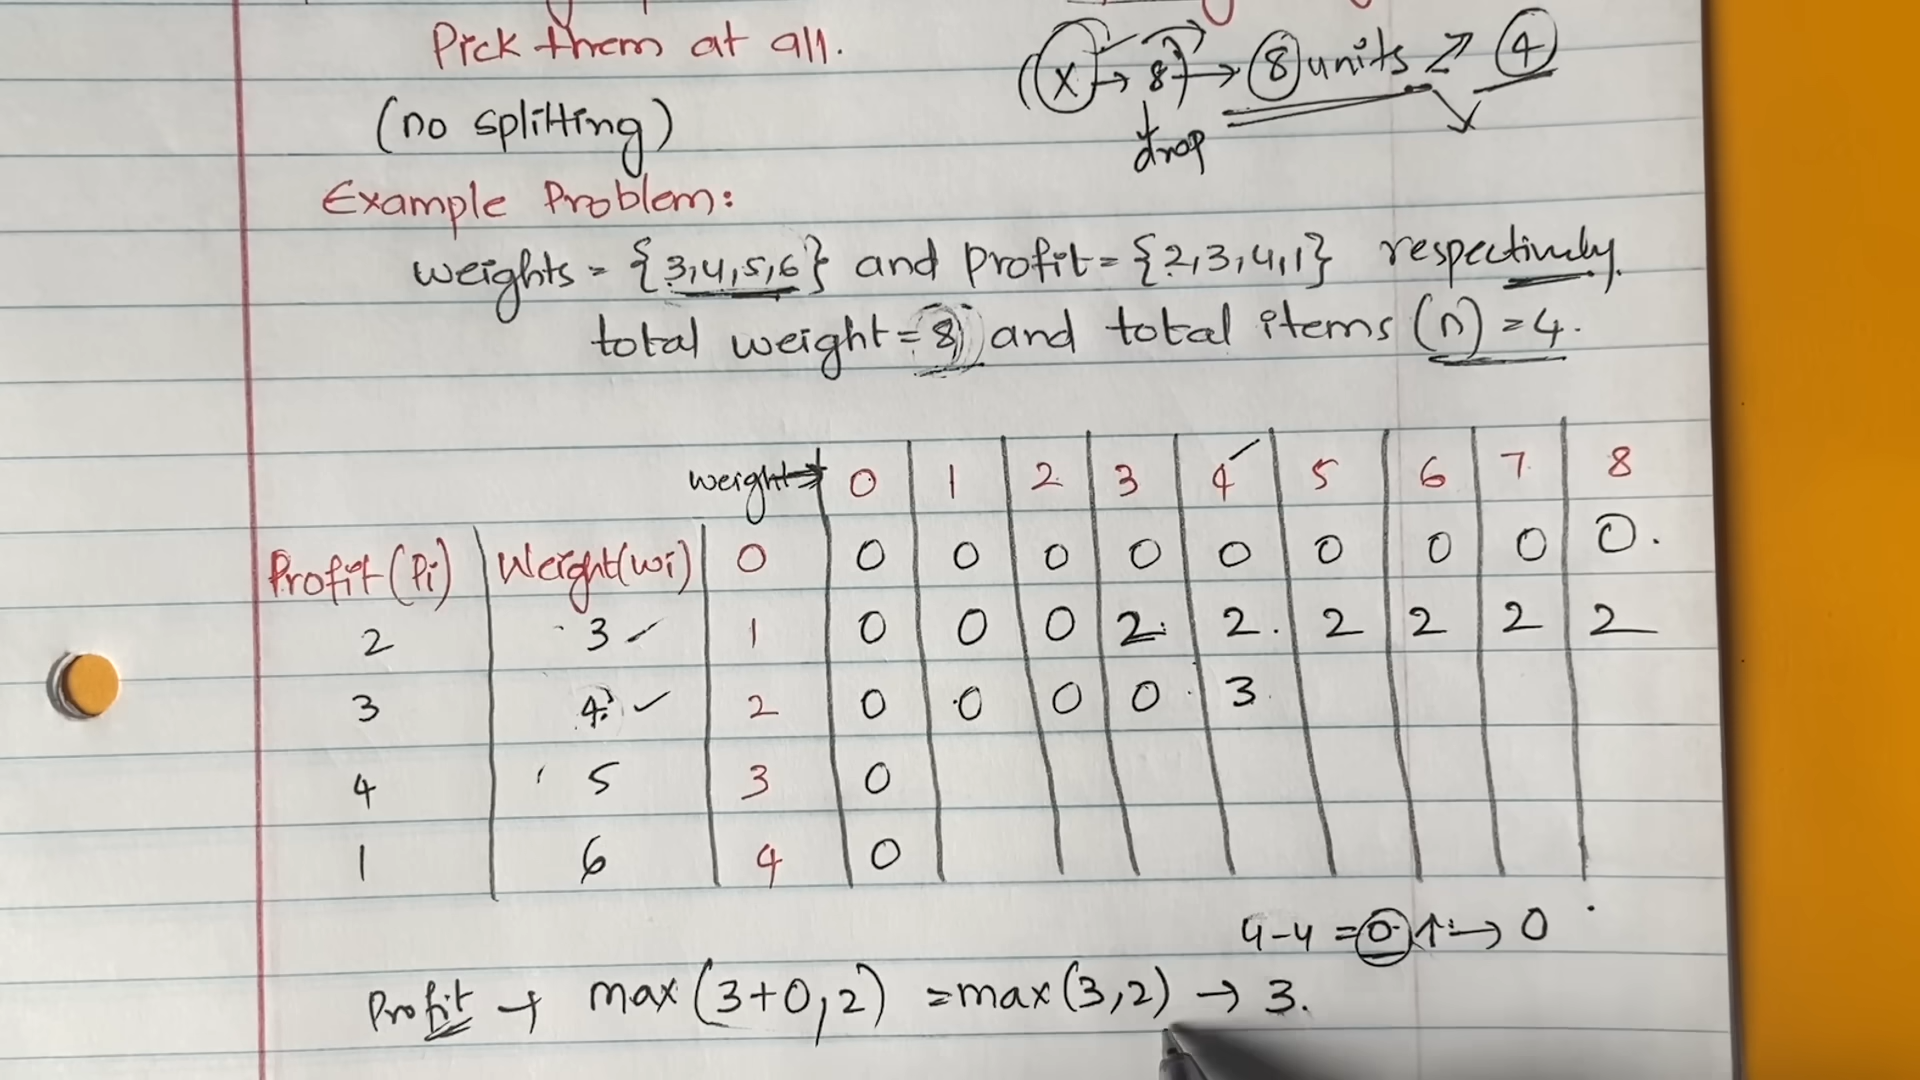 Pick them at all.
(no splitting)
(x → 8) → 8 units > 4
drop
Example Problem:
weights = {3,4,5,6} and profit = {2,3,4,1} respectively.
total weight = 8 and total items (n) = 4.
weight → 0 1 2 3 4 5 6 7 8
Profit (Pi) Weight(wi) 0 0 0 0 0 0 0 0 0 0.
2 3 ✓ 1 0 0 0 2 2 2 2 2 2
3 4 ✓ 2 0 0 0 0 3
4 5 3 0
1 6 4 0
4-4 = 0 ↑ → 0
Profit → max (3+0,2) = max (3,2) → 3.